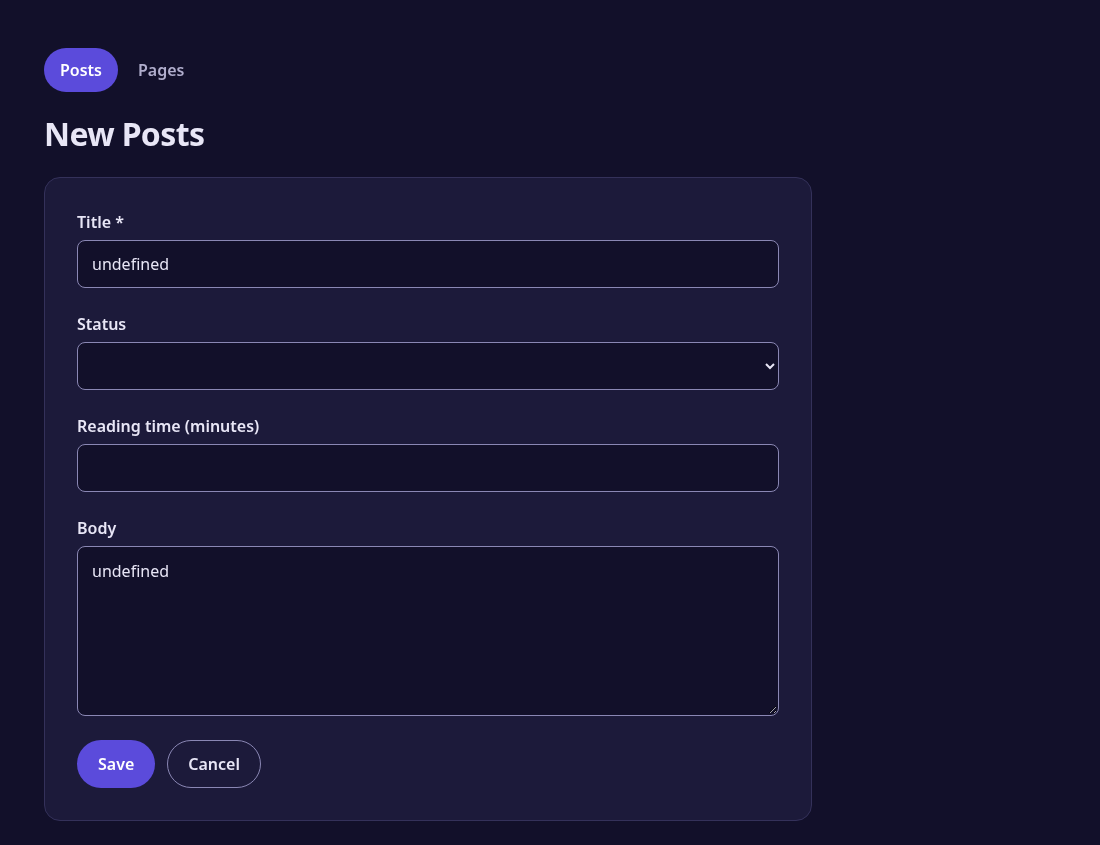 Posts
Pages
New Posts
Title *
undefined
Status
Reading time (minutes)
Body
undefined
Save
Cancel